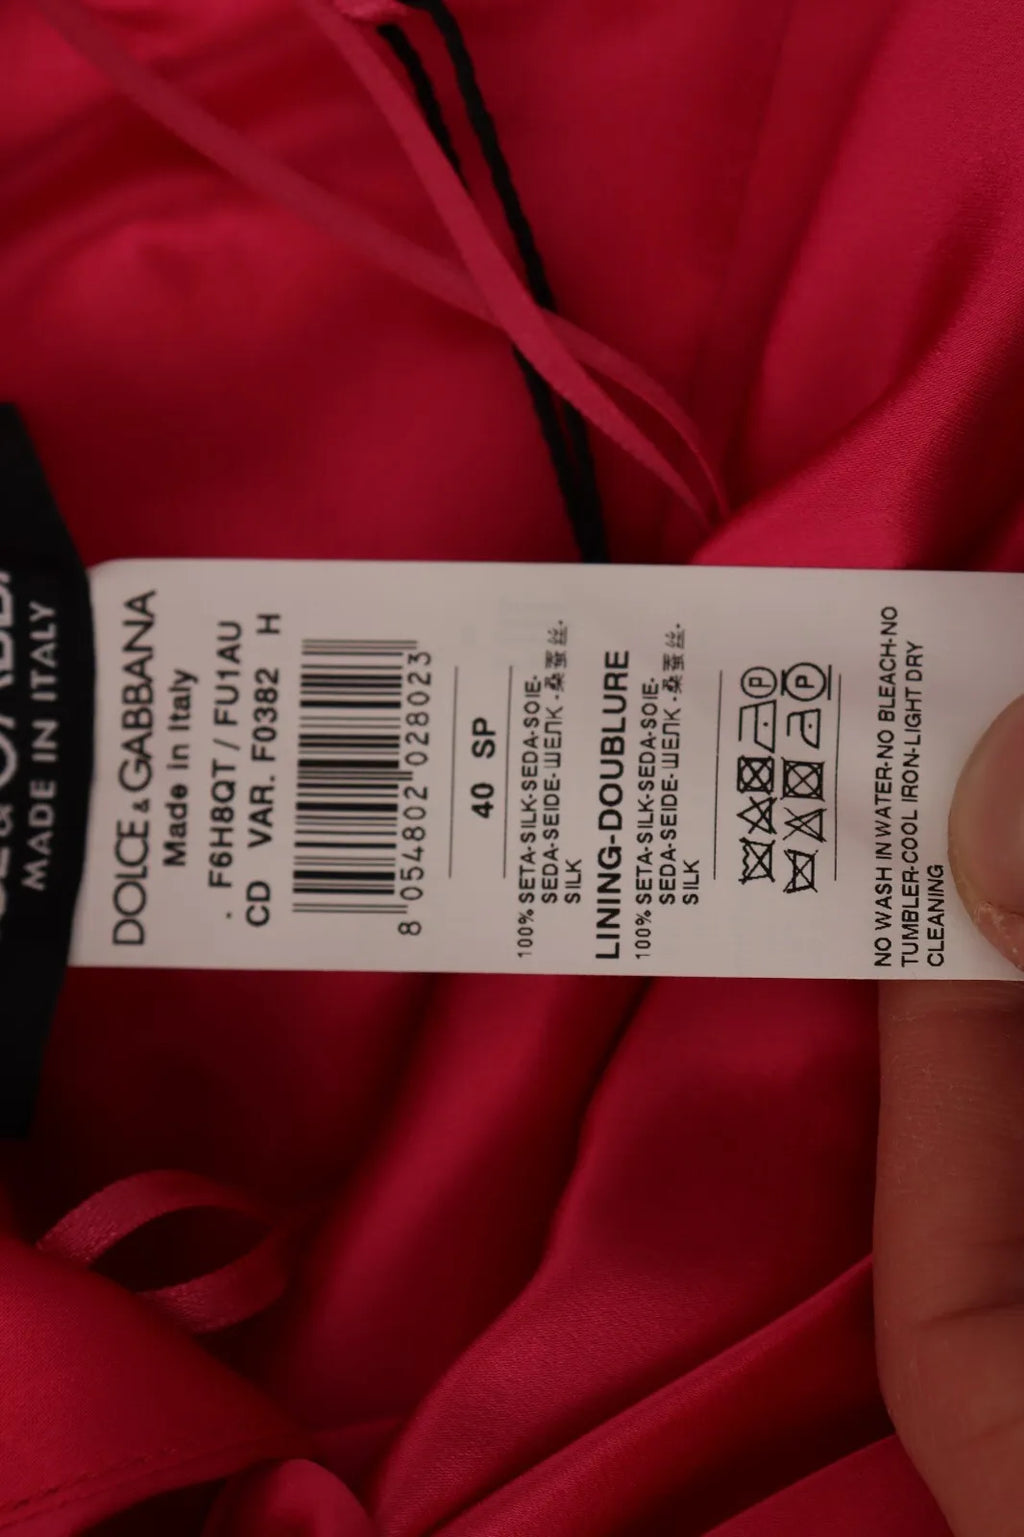 MADE IN ITALY
DOLCE & GABBANA
Made in Italy
F6H8QT / FU1AU
CD VAR. F0382 H
8 054802 028023
40 SP
100% SETA-SILK-SEDA-SOIE-
SEDA-SEIDE-ШЕЛК-桑蚕丝-
SILK
LINING-DOUBLURE
100% SETA-SILK-SEDA-SOIE-
SEDA-SEIDE-ШЕЛК-桑蚕丝-
SILK
P
P
NO WASH IN WATER-NO BLEACH-NO
TUMBLER-COOL IRON-LIGHT DRY
CLEANING